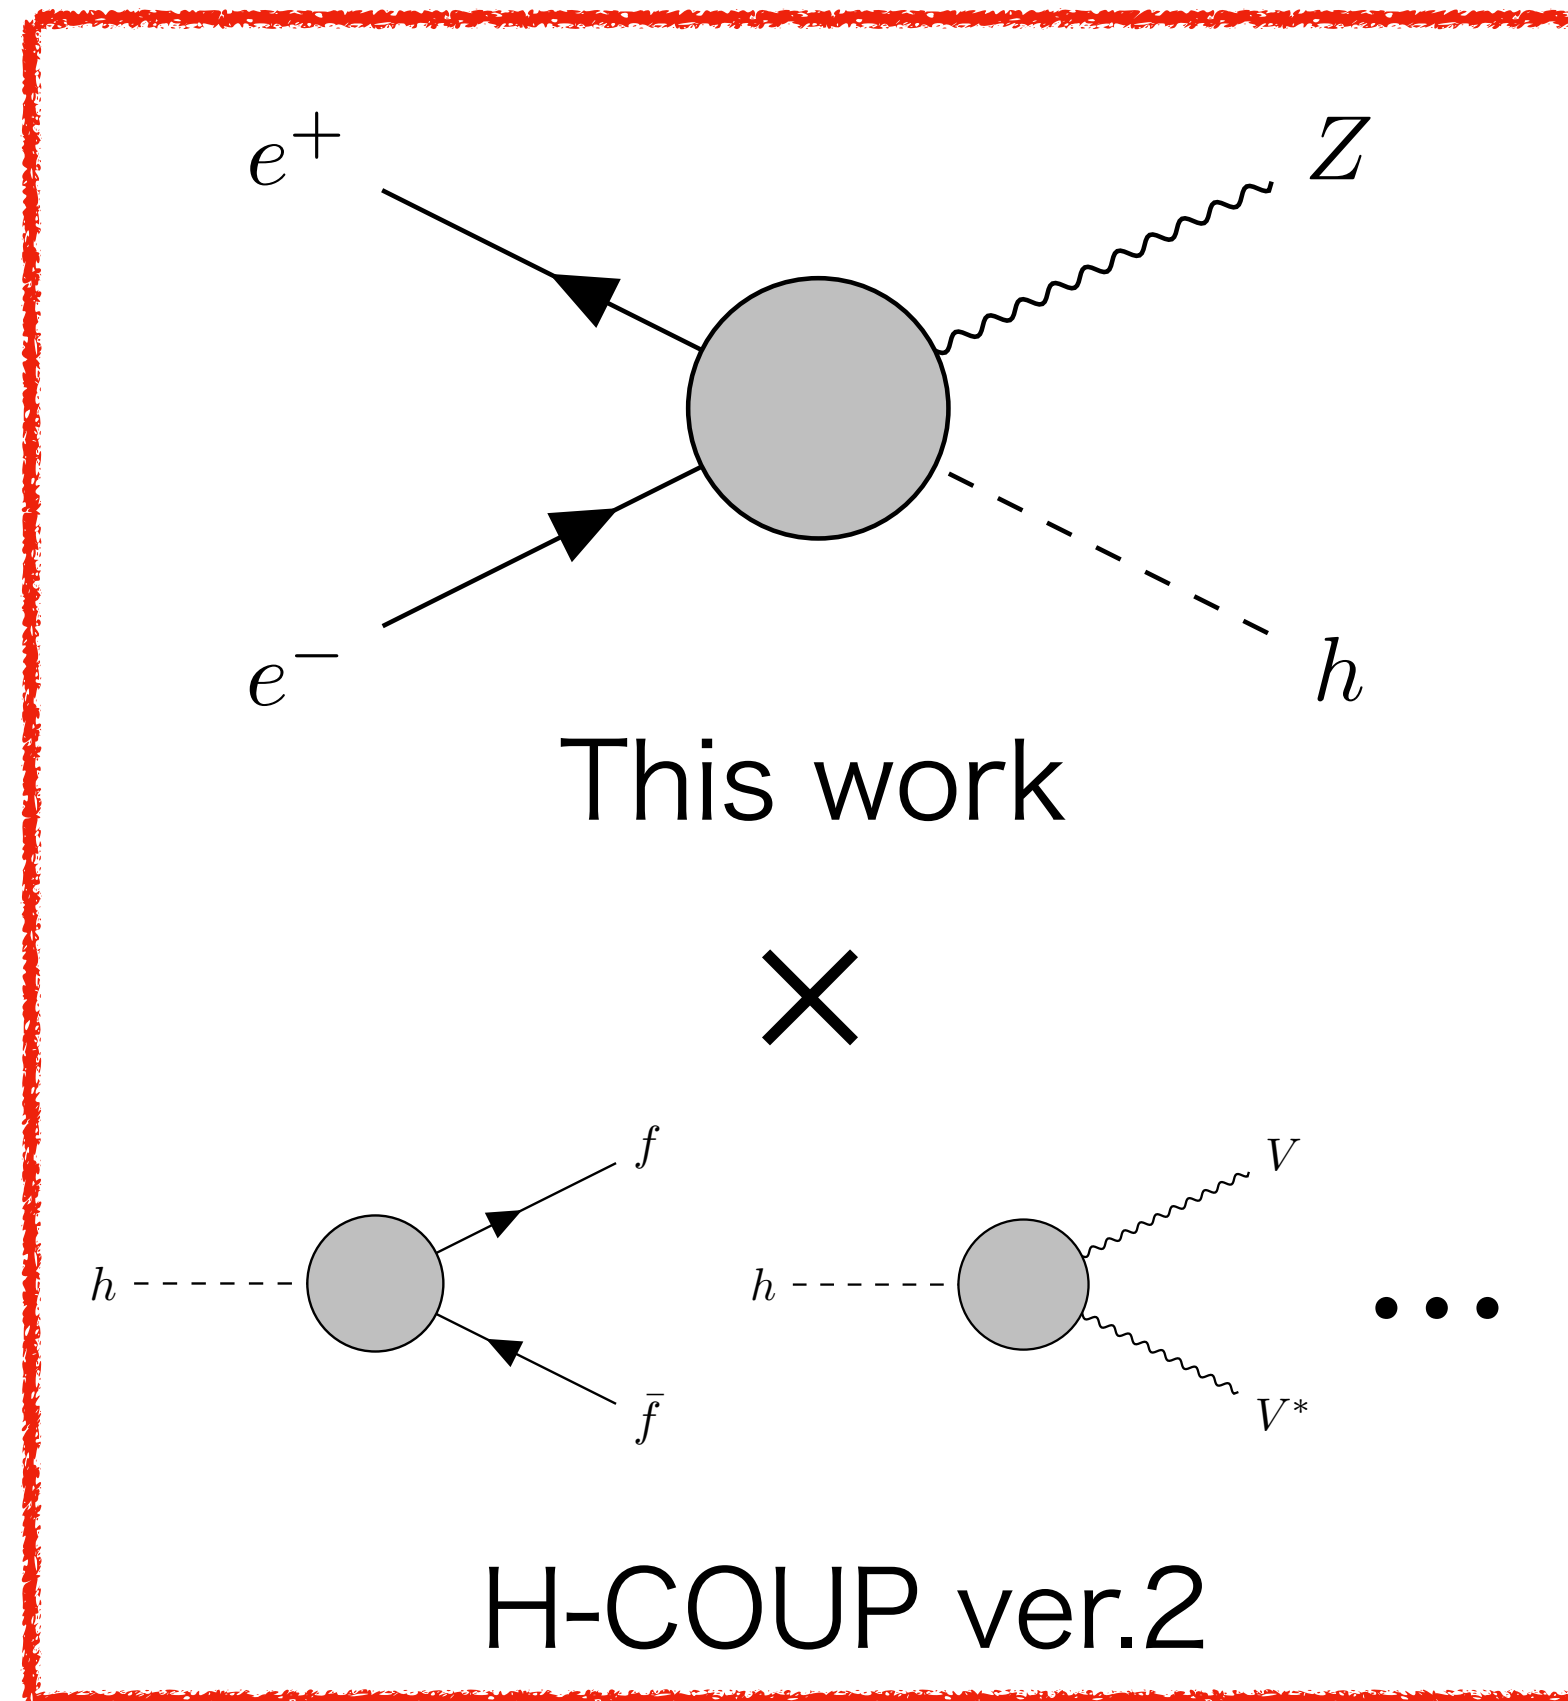 e⁺ Z
e⁻ h
This work
×
f V
h h
f̄ V*
H-COUP ver.2